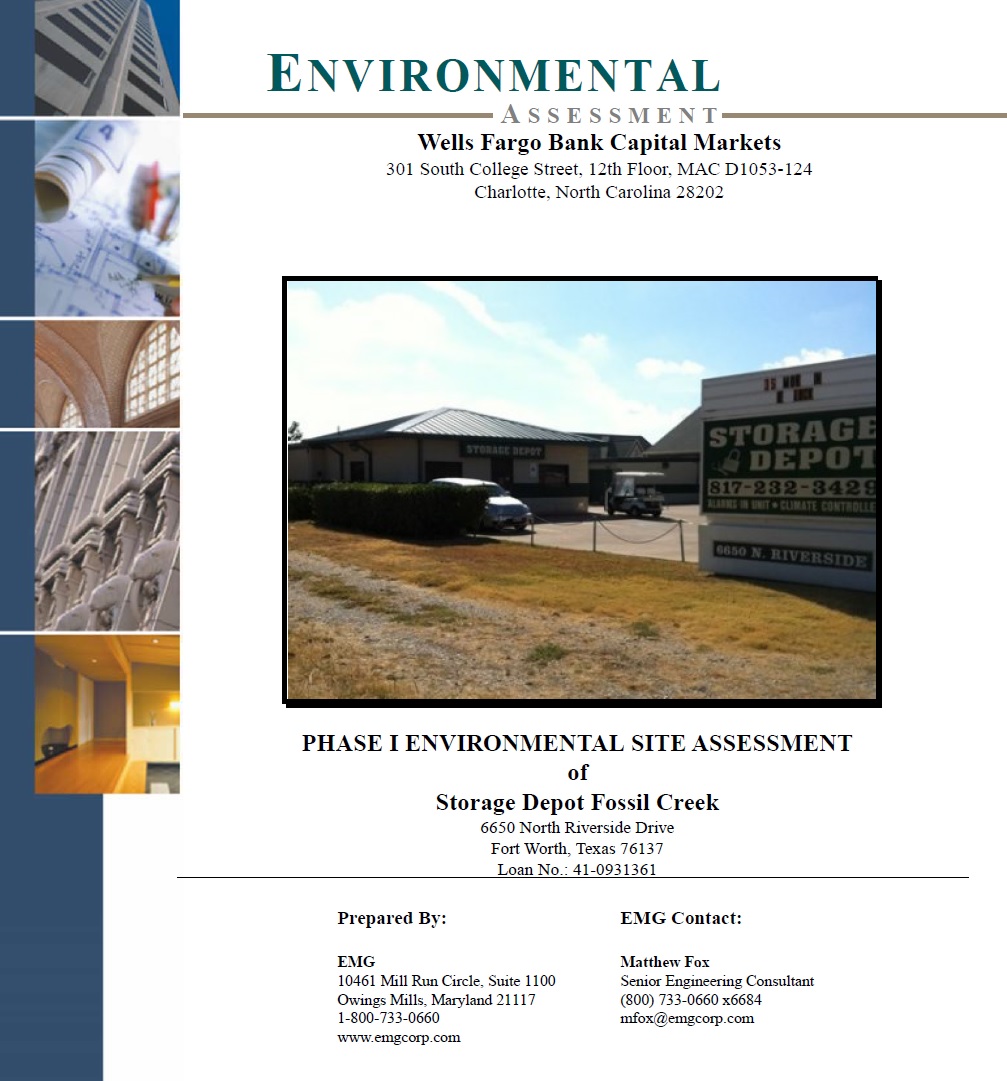 ENVIRONMENTAL
ASSESSMENT
Wells Fargo Bank Capital Markets
301 South College Street, 12th Floor, MAC D1053-124
Charlotte, North Carolina 28202
STORAGE DEPOT
STORAGE
DEPOT
817-232-3429
ALARMS IN UNIT • CLIMATE CONTROLLE
6650 N. RIVERSIDE
PHASE I ENVIRONMENTAL SITE ASSESSMENT
of
Storage Depot Fossil Creek
6650 North Riverside Drive
Fort Worth, Texas 76137
Loan No.: 41-0931361
Prepared By:
EMG
10461 Mill Run Circle, Suite 1100
Owings Mills, Maryland 21117
1-800-733-0660
www.emgcorp.com
EMG Contact:
Matthew Fox
Senior Engineering Consultant
(800) 733-0660 x6684
mfox@emgcorp.com